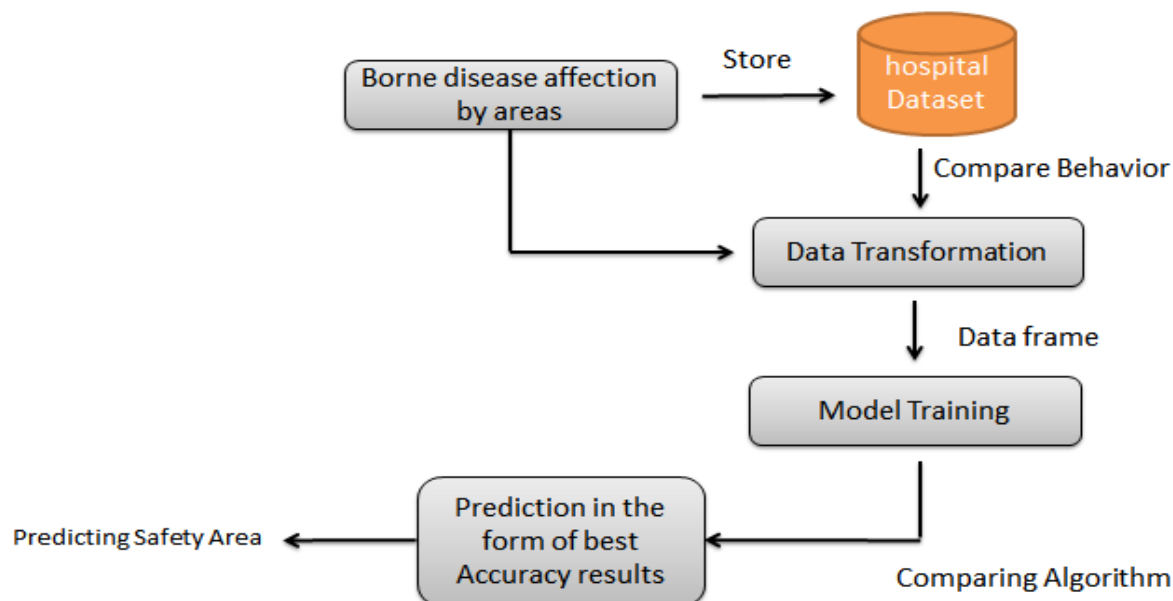 Borne disease affection
by areas
Store
hospital
Dataset
Compare Behavior
Data Transformation
Data frame
Model Training
Prediction in the
form of best
Accuracy results
Predicting Safety Area
Comparing Algorithm